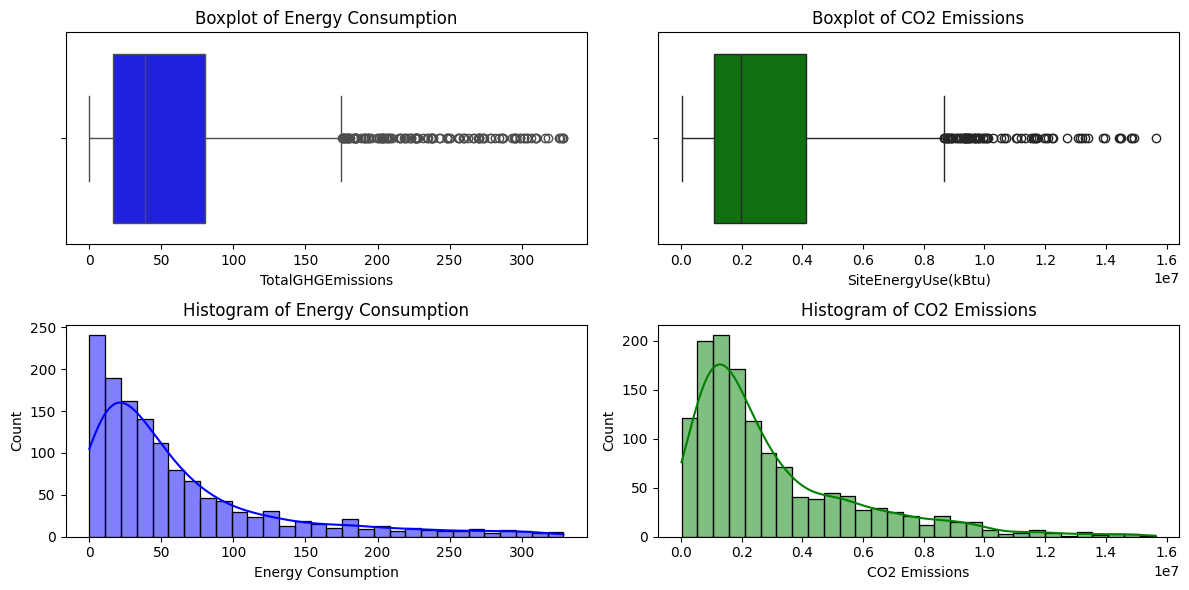 Boxplot of Energy Consumption
0 50 100 150 200 250 300
TotalGHGEmissions
Boxplot of CO2 Emissions
0.0 0.2 0.4 0.6 0.8 1.0 1.2 1.4 1.6
1e7
SiteEnergyUse(kBtu)
Histogram of Energy Consumption
250
200
150
100
50
0
Count
0 50 100 150 200 250 300
Energy Consumption
Histogram of CO2 Emissions
200
150
100
50
0
Count
0.0 0.2 0.4 0.6 0.8 1.0 1.2 1.4 1.6
1e7
CO2 Emissions